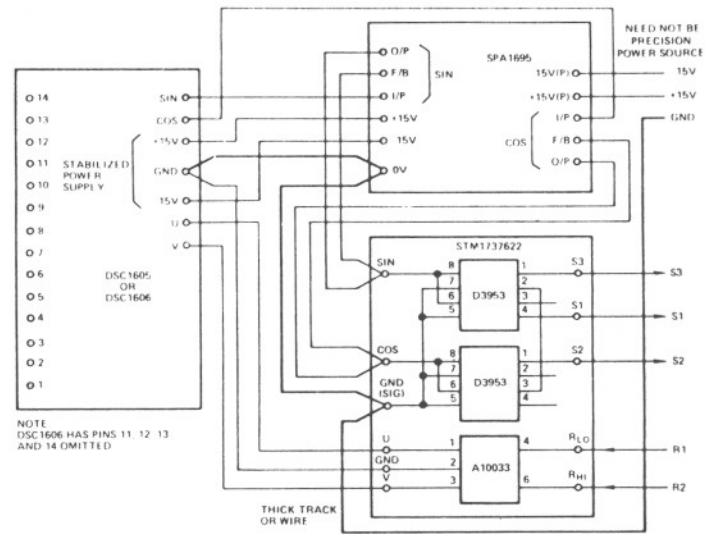 NEED NOT BE
PRECISION
POWER SOURCE
SPA1695
O/P
F/B
I/P
SIN
+15V
15V
0V
15V(P)
+15V(P)
I/P
F/B
O/P
COS
15V
+15V
GND
14
13
12
11
10
9
8
7
6
5
4
3
2
1
SIN
COS
+15V
GND
15V
U
V
STABILIZED
POWER
SUPPLY
DSC1605
OR
DSC1606
NOTE
DSC1606 HAS PINS 11, 12, 13
AND 14 OMITTED
STM1737622
SIN
8
7
6
5
D3953
1
2
3
4
S3
S1
S3
S1
COS
GND
(SIG)
8
7
6
5
D3953
1
2
3
4
S2
S2
U
GND
V
1
2
3
A10033
4
6
RLO
RHI
R1
R2
THICK TRACK
OR WIRE